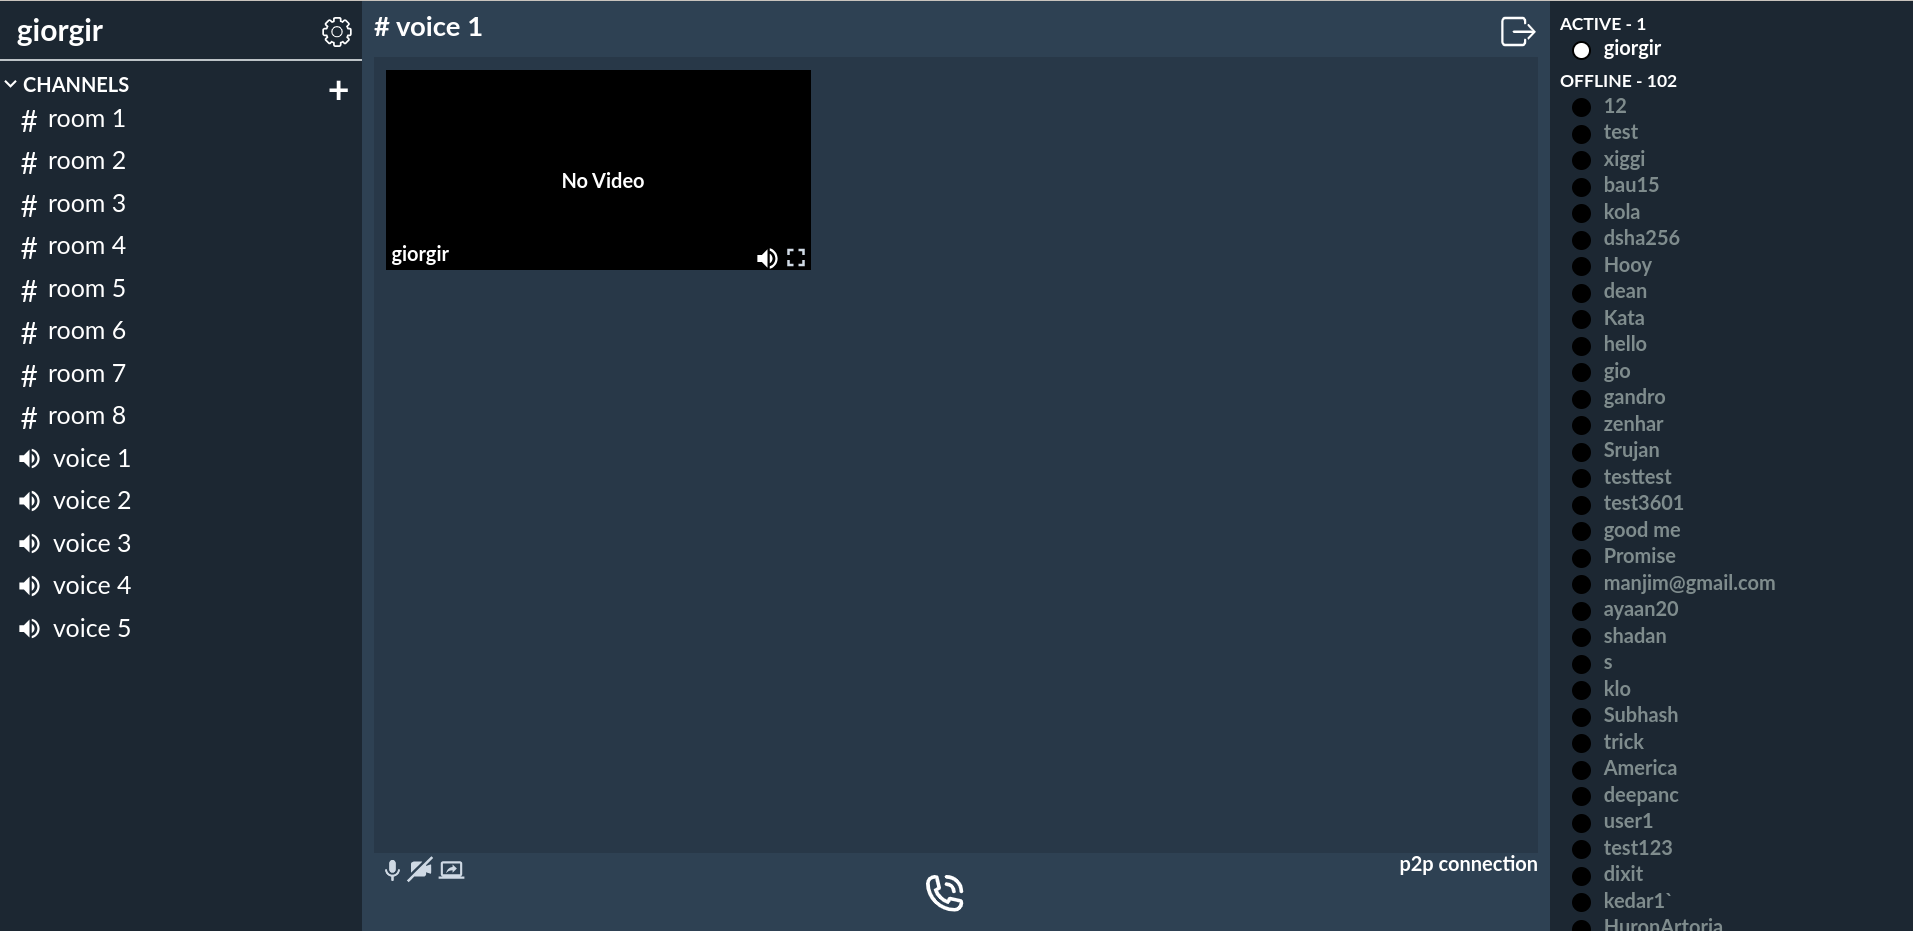 giorgir
CHANNELS
# room 1
# room 2
# room 3
# room 4
# room 5
# room 6
# room 7
# room 8
voice 1
voice 2
voice 3
voice 4
voice 5
# voice 1
No Video
giorgir
p2p connection
ACTIVE - 1
giorgir
OFFLINE - 102
12
test
xiggi
bau15
kola
dsha256
Hooy
dean
Kata
hello
gio
gandro
zenhar
Srujan
testtest
test3601
good me
Promise
manjim@gmail.com
ayaan20
shadan
s
klo
Subhash
trick
America
deepanc
user1
test123
dixit
kedar1`
HuronArtoria